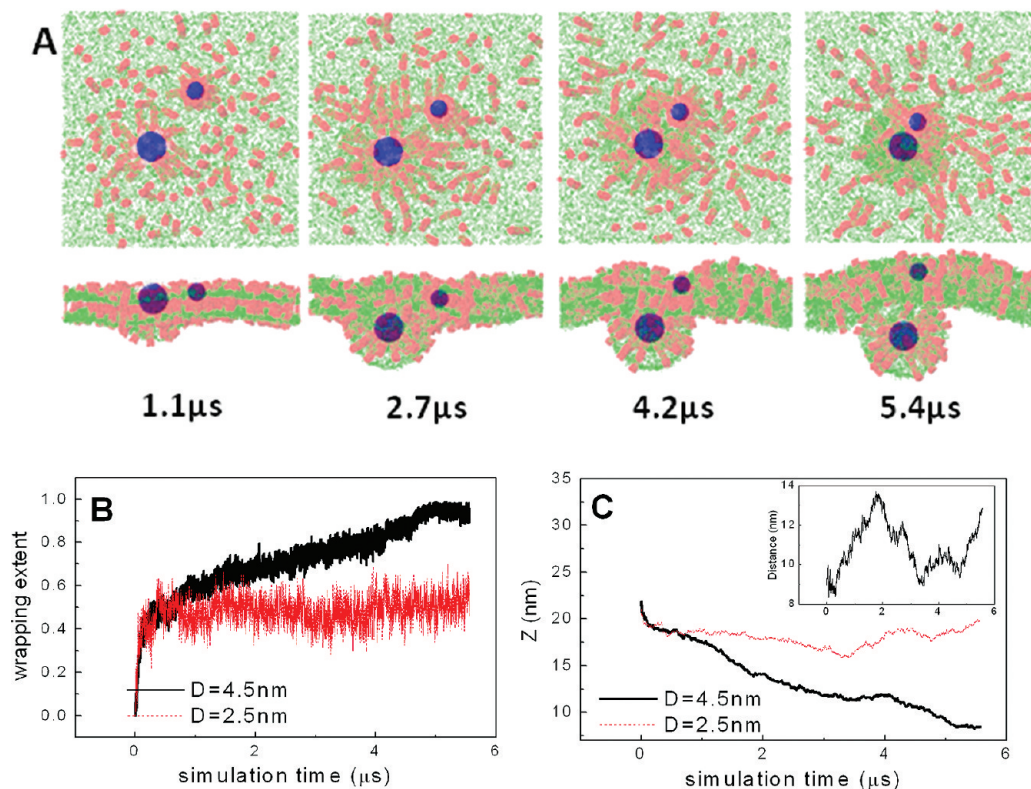 A
1.1μs
2.7μs
4.2μs
5.4μs
B
wrapping extent
1.0
0.8
0.6
0.4
0.2
0.0
D=4.5nm
D=2.5nm
0
2
4
6
simulation time (μs)
C
Z (nm)
35
30
25
20
15
10
D=4.5nm
D=2.5nm
0
2
4
6
simulation time (μs)
Distance (nm)
14
12
10
8
0
2
4
6